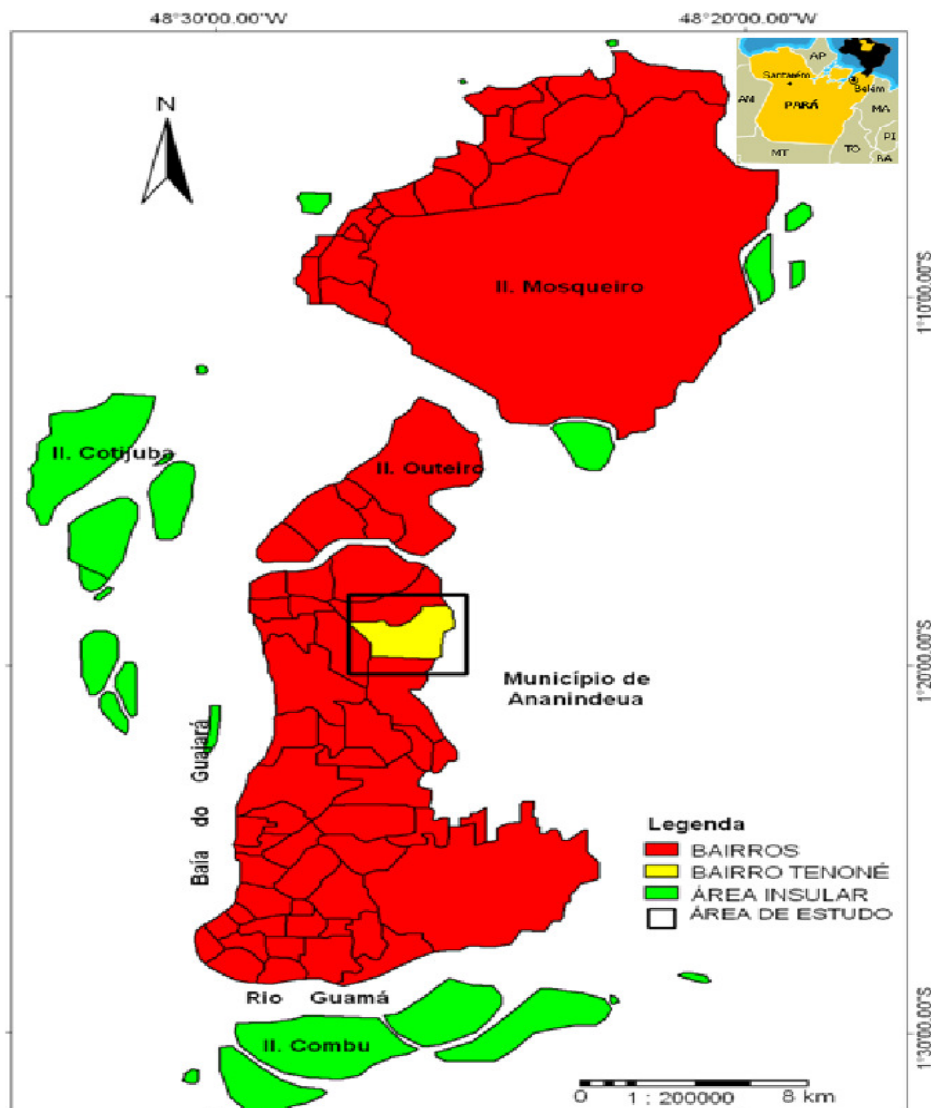 48°30'00.00"W
48°20'00.00"W
N
AP
Santarém
Belém
AM
PARÁ
MA
PI
MT
TO
BA
Il. Mosqueiro
1°10'00.00"S
Il. Cotijuba
Il. Outeiro
1°20'00.00"S
Município de
Ananindeua
Baía do Guajará
Legenda
BAIRROS
BAIRRO TENONÉ
ÁREA INSULAR
ÁREA DE ESTUDO
Rio Guamá
Il. Combu
1°30'00.00"S
0
1 : 200000
8 km